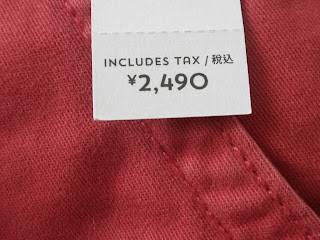 INCLUDES TAX / 税込
¥2,490